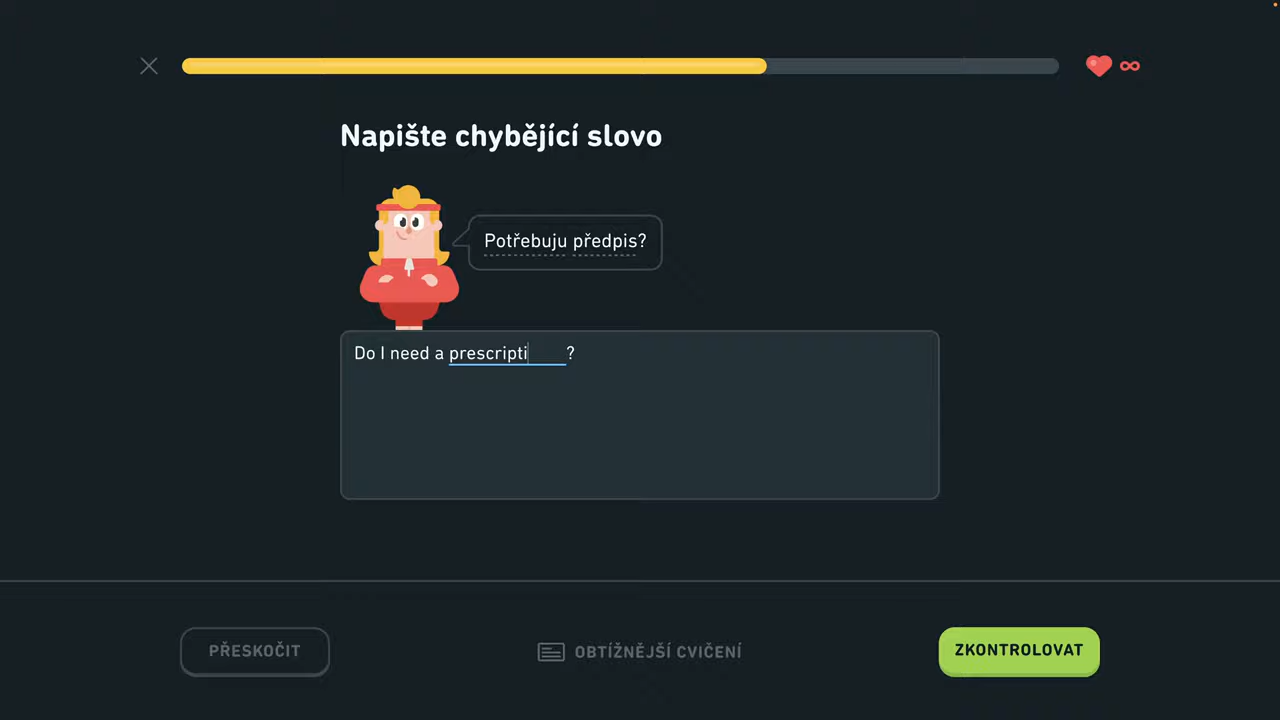 ∞
Napište chybějící slovo
Potřebuju předpis?
Do I need a prescripti ?
PŘESKOČIT
OBTÍŽNĚJŠÍ CVIČENÍ
ZKONTROLOVAT